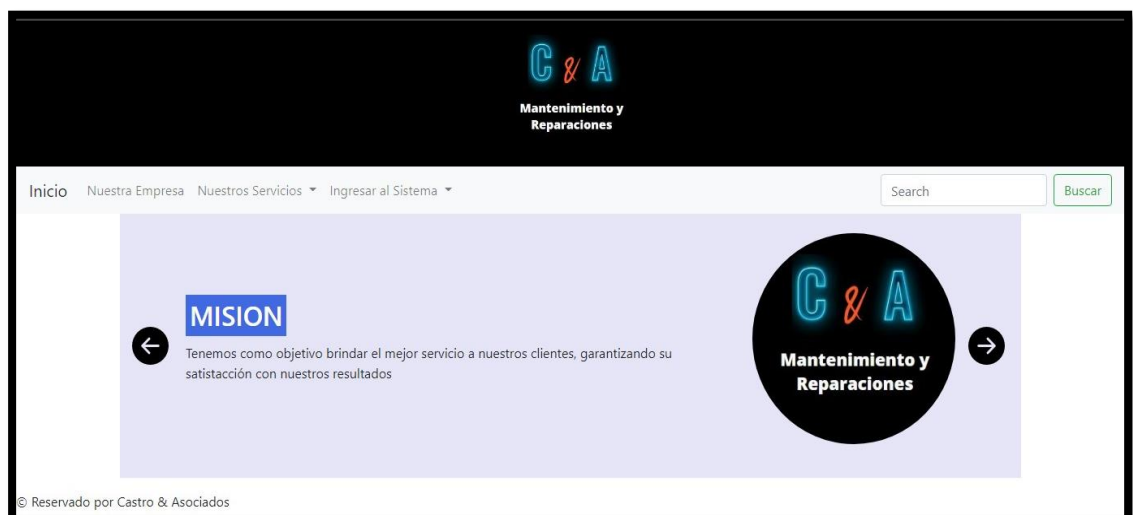 C & A
Mantenimiento y
Reparaciones
Inicio Nuestra Empresa Nuestros Servicios Ingresar al Sistema Search Buscar
MISION
Tenemos como objetivo brindar el mejor servicio a nuestros clientes, garantizando su
satistacción con nuestros resultados
C & A
Mantenimiento y
Reparaciones
© Reservado por Castro & Asociados